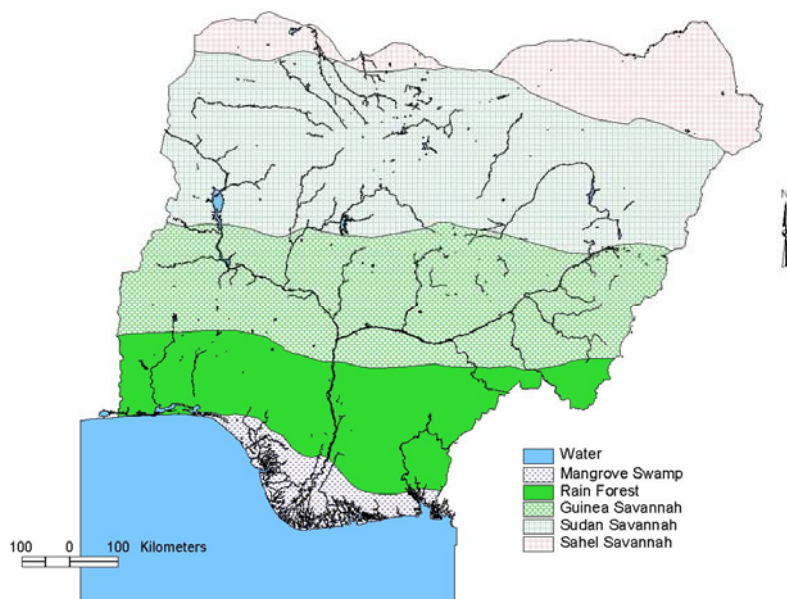 N
Water
Mangrove Swamp
Rain Forest
Guinea Savannah
Sudan Savannah
Sahel Savannah
100 0 100 Kilometers